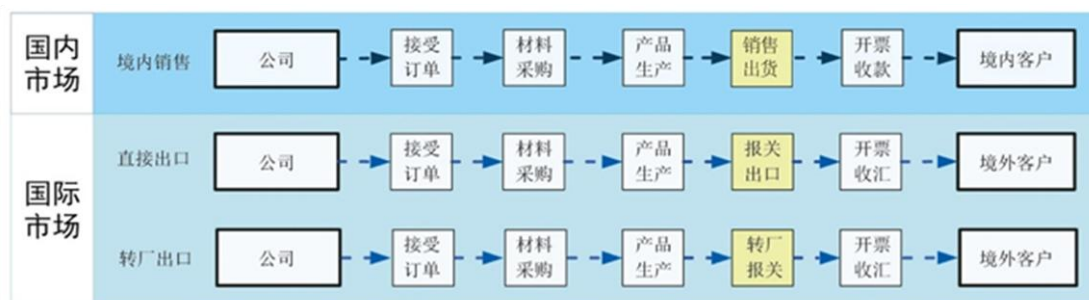 国内
市场
境内销售
公司
接受
订单
材料
采购
产品
生产
销售
出货
开票
收款
境内客户
国际
市场
直接出口
公司
接受
订单
材料
采购
产品
生产
报关
出口
开票
收汇
境外客户
转厂出口
公司
接受
订单
材料
采购
产品
生产
转厂
报关
开票
收汇
境外客户